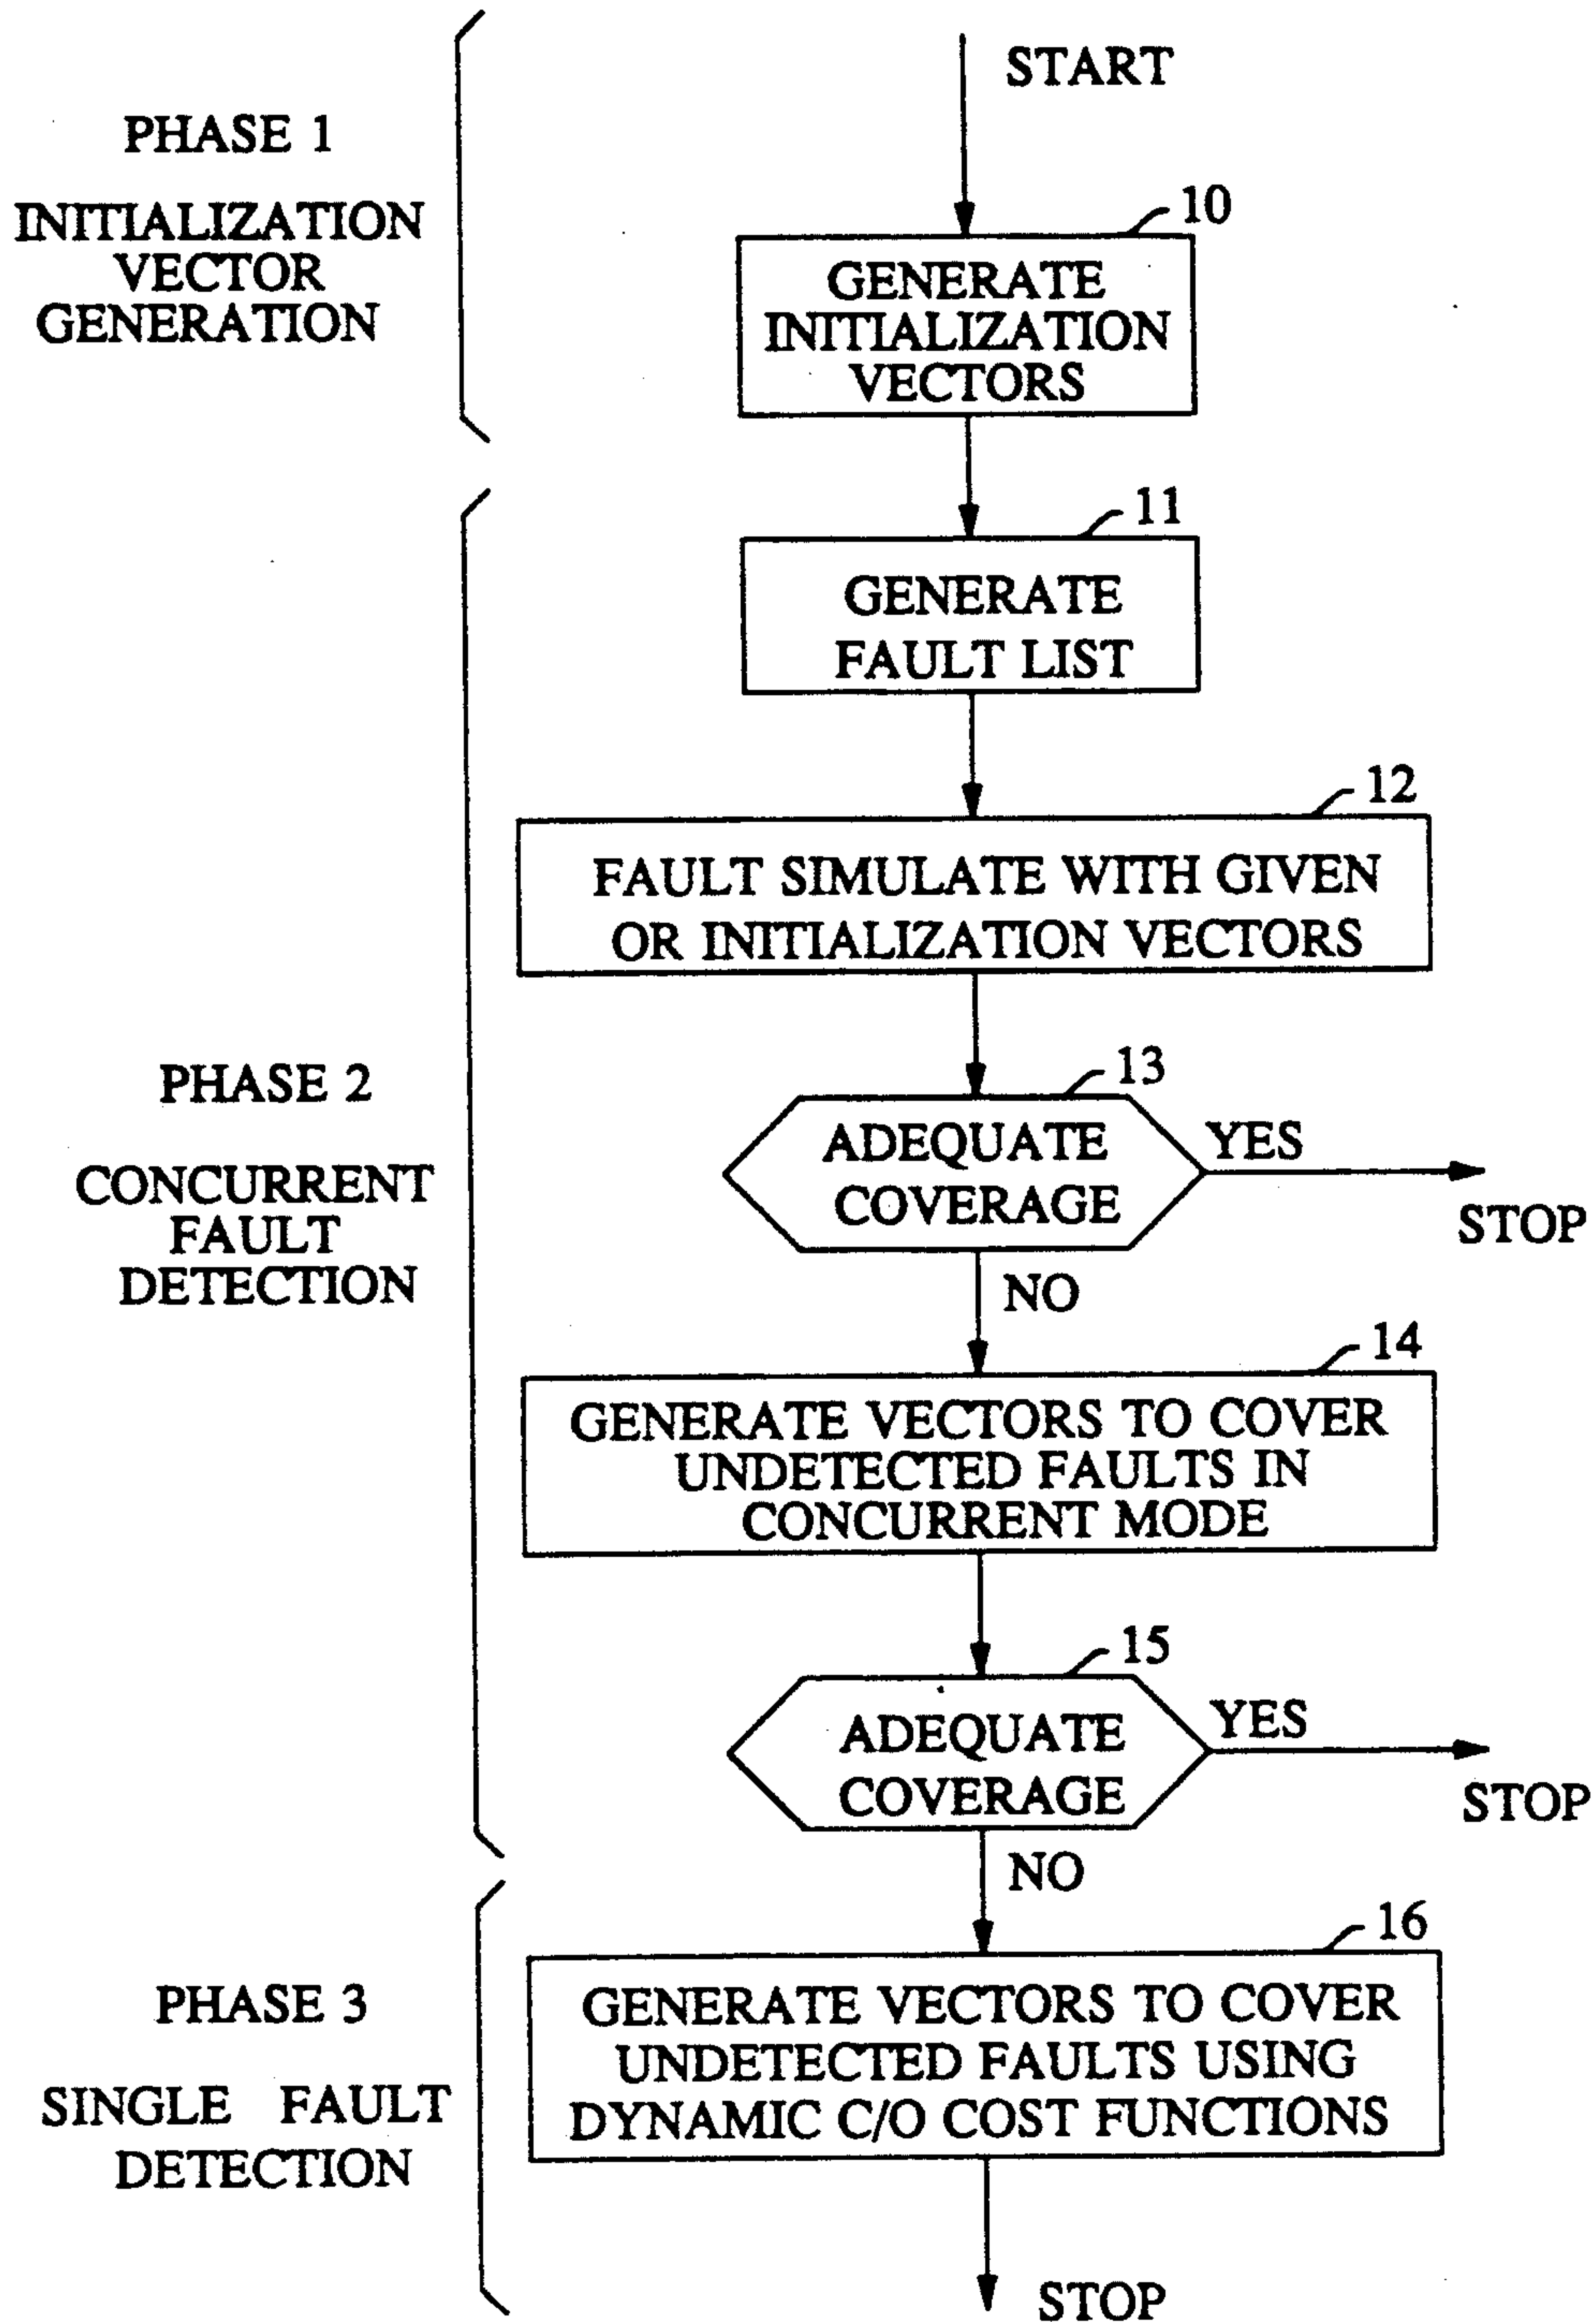 START
PHASE 1
INITIALIZATION
VECTOR
GENERATION
10
GENERATE
INITIALIZATION
VECTORS
11
GENERATE
FAULT LIST
12
FAULT SIMULATE WITH GIVEN
OR INITIALIZATION VECTORS
PHASE 2
CONCURRENT
FAULT
DETECTION
13
ADEQUATE
COVERAGE
YES
STOP
NO
14
GENERATE VECTORS TO COVER
UNDETECTED FAULTS IN
CONCURRENT MODE
15
ADEQUATE
COVERAGE
YES
STOP
NO
PHASE 3
SINGLE FAULT
DETECTION
16
GENERATE VECTORS TO COVER
UNDETECTED FAULTS USING
DYNAMIC C/O COST FUNCTIONS
STOP